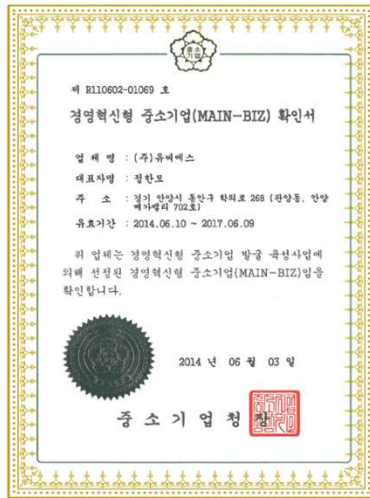 중소
기업
제 R110602-01069 호
경영혁신형 중소기업(MAIN-BIZ) 확인서
업 체 명 : (주)유씨에스
대표자명 : 정한모
주 소 : 경기 안양시 동안구 학의로 268 (관양동, 안양
메가밸리 702호)
유효기간 : 2014.06.10 ~ 2017.06.09
위 업체는 경영혁신형 중소기업 발굴 육성사업에
의해 선정된 경영혁신형 중소기업(MAIN-BIZ)임을
확인합니다.
2014 년 06 월 03 일
중 소 기 업 청 장